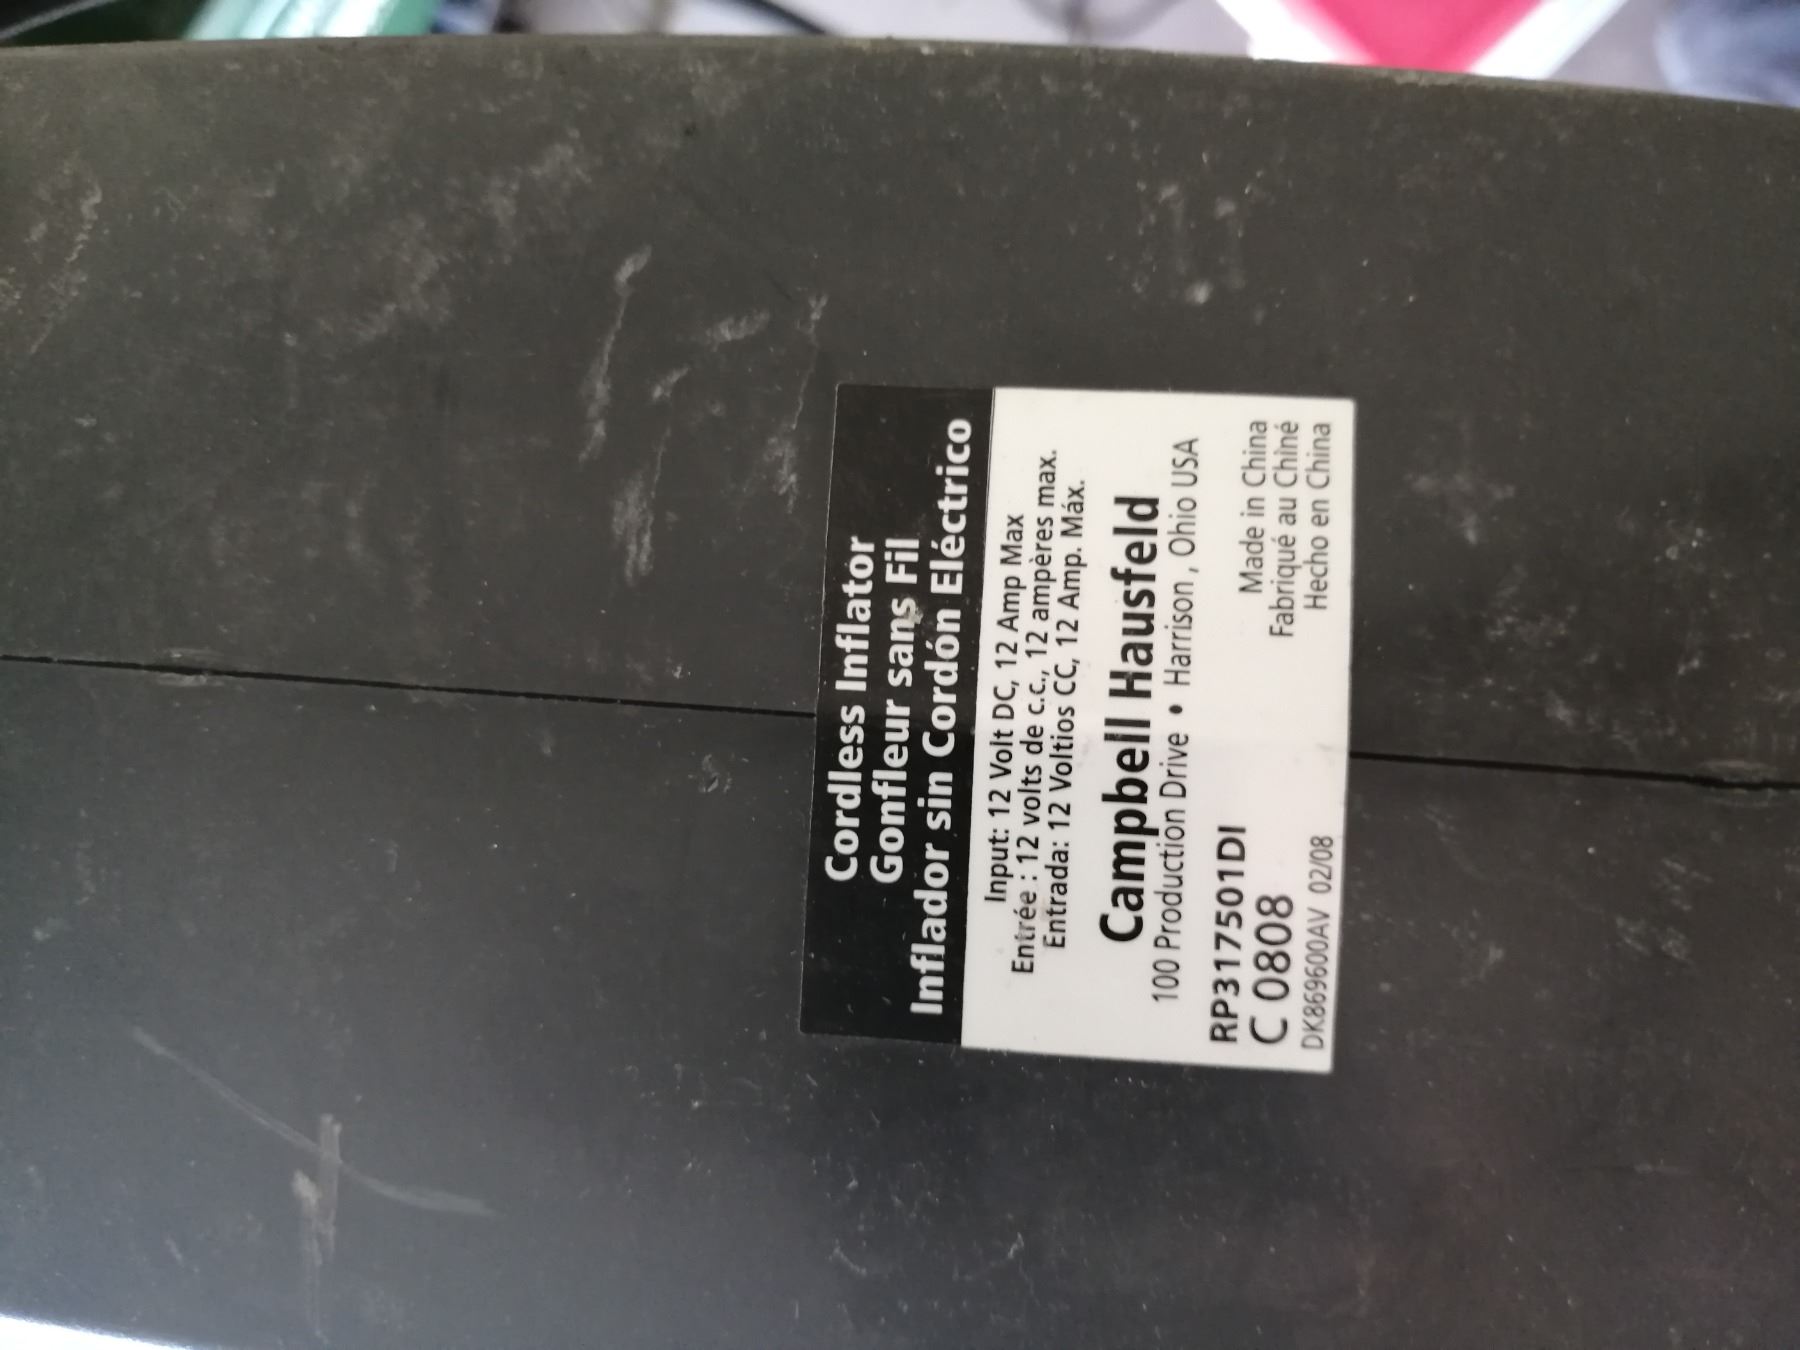 Cordless Inflator
Gonfleur sans Fil
Inflador sin Cordón Eléctrico
Input: 12 Volt DC, 12 Amp Max
Entrée : 12 volts de c.c., 12 ampères max.
Entrada: 12 Voltios CC, 12 Amp. Máx.
Campbell Hausfeld
100 Production Drive • Harrison , Ohio USA
RP317501DI
C 0808
DK869600AV 02/08
Made in China
Fabriqué au Chiné
Hecho en China